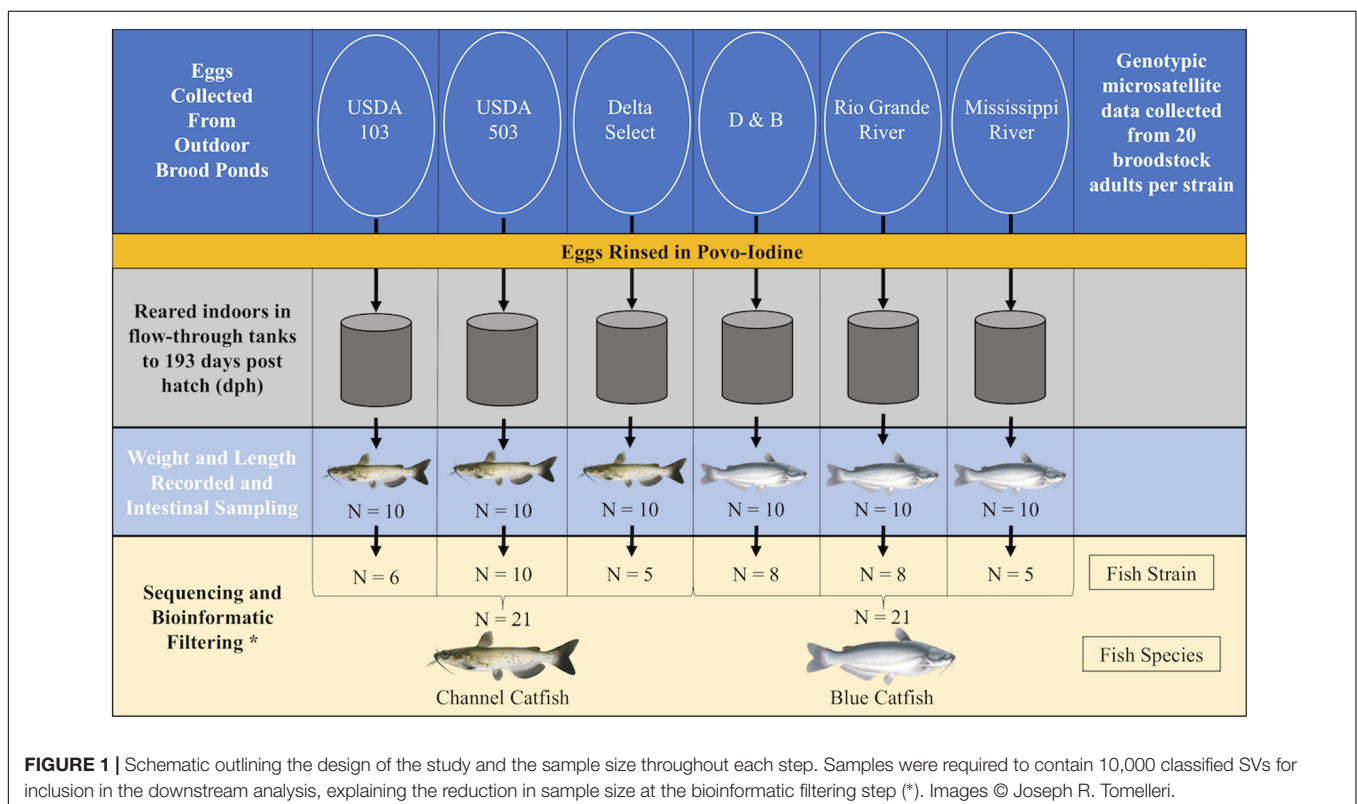 Eggs
Collected
From
Outdoor
Brood Ponds
USDA
103
USDA
503
Delta
Select
D & B
Rio Grande
River
Mississippi
River
Genotypic
microsatellite
data collected
from 20
broodstock
adults per strain
Eggs Rinsed in Povo-Iodine
Reared indoors in
flow-through tanks
to 193 days post
hatch (dph)
Weight and Length
Recorded and
Intestinal Sampling
N = 10
N = 10
N = 10
N = 10
N = 10
N = 10
Sequencing and
Bioinformatic
Filtering *
N = 6
N = 10
N = 5
N = 8
N = 8
N = 5
Fish Strain
N = 21
N = 21
Fish Species
Channel Catfish
Blue Catfish
FIGURE 1 | Schematic outlining the design of the study and the sample size throughout each step. Samples were required to contain 10,000 classified SVs for
inclusion in the downstream analysis, explaining the reduction in sample size at the bioinformatic filtering step (*). Images © Joseph R. Tomelleri.